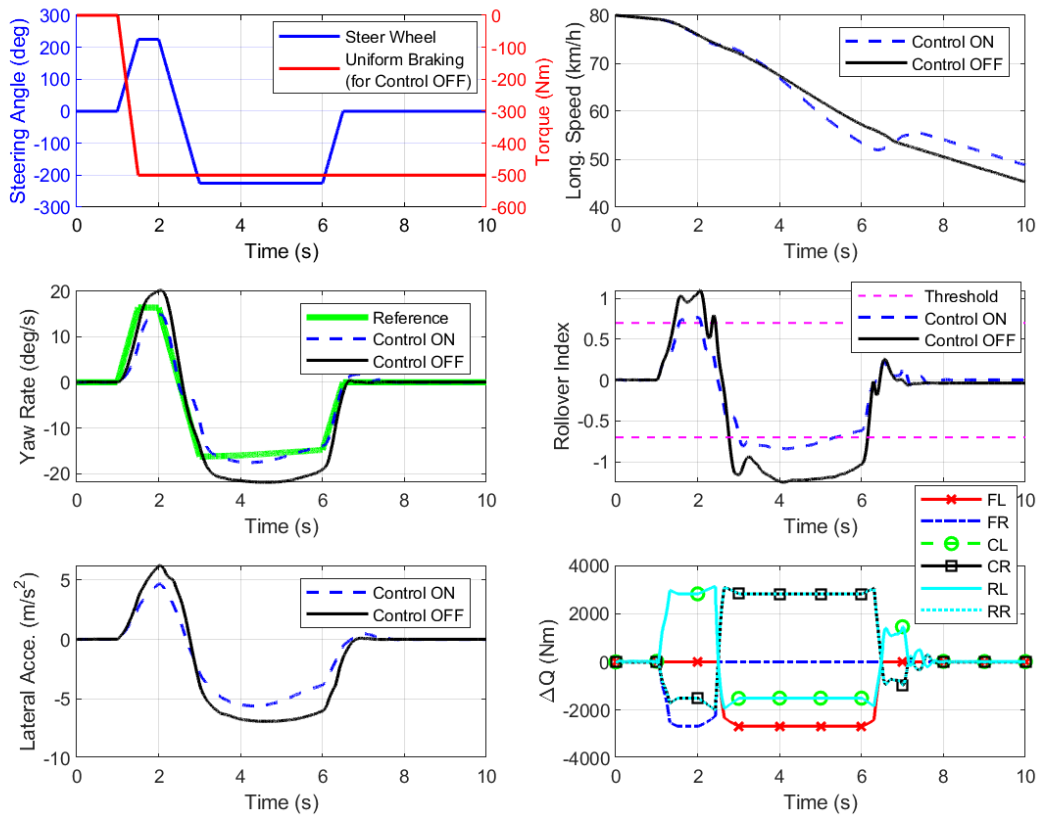 300
200
100
0
-100
-200
-300
Steering Angle (deg)
0
-100
-200
-300
-400
-500
-600
Torque (Nm)
Steer Wheel
Uniform Braking
(for Control OFF)
0 2 4 6 8 10
Time (s)
80
70
60
50
40
Long. Speed (km/h)
Control ON
Control OFF
0 2 4 6 8 10
Time (s)
20
10
0
-10
-20
Yaw Rate (deg/s)
Reference
Control ON
Control OFF
0 2 4 6 8 10
Time (s)
1
0.5
0
-0.5
-1
Rollover Index
Threshold
Control ON
Control OFF
0 2 4 6 8 10
Time (s)
5
0
-5
-10
Lateral Acce. (m/s²)
Control ON
Control OFF
0 2 4 6 8 10
Time (s)
4000
2000
0
-2000
-4000
ΔQ (Nm)
FL
FR
CL
CR
RL
RR
0 2 4 6 8 10
Time (s)